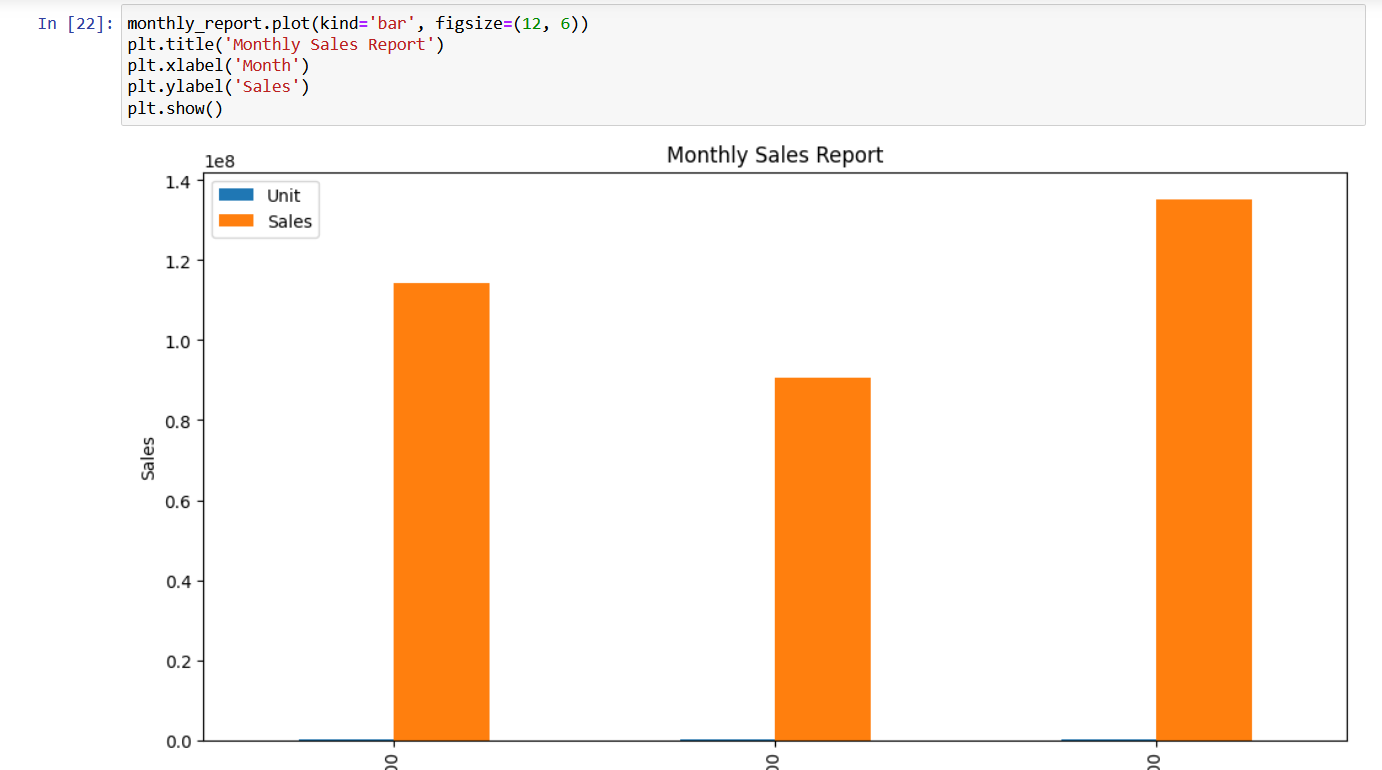 In [22]:
monthly_report.plot(kind='bar', figsize=(12, 6))
plt.title('Monthly Sales Report')
plt.xlabel('Month')
plt.ylabel('Sales')
plt.show()
Monthly Sales Report
1e8
Unit
Sales
1.4
1.2
1.0
0.8
0.6
0.4
0.2
0.0
Sales